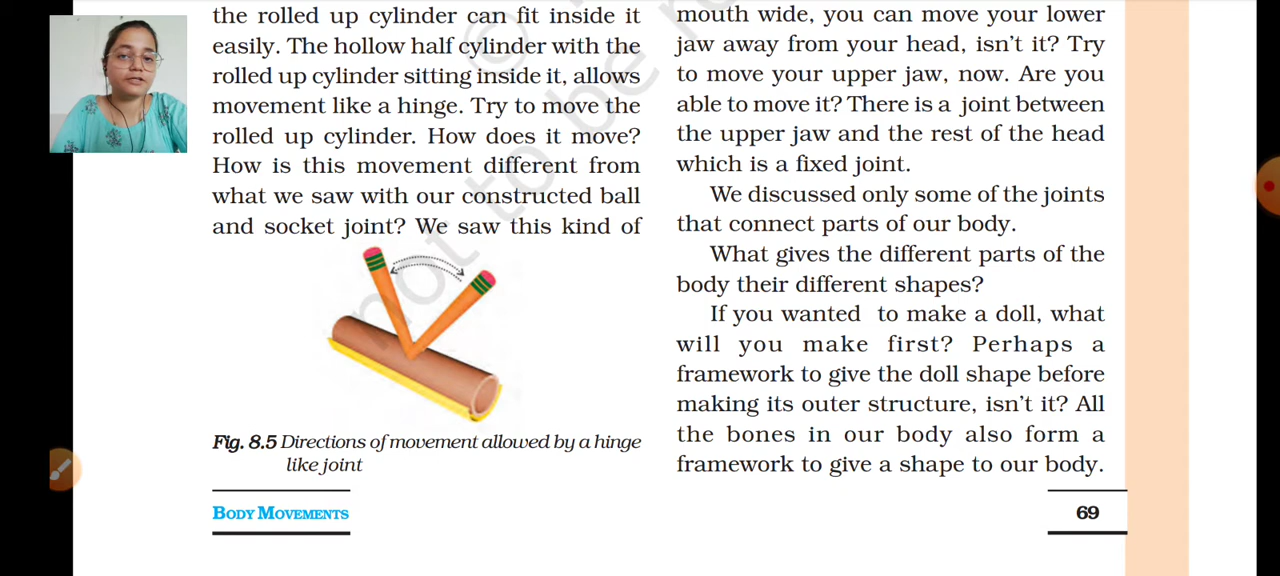 the rolled up cylinder can fit inside it
easily. The hollow half cylinder with the
rolled up cylinder sitting inside it, allows
movement like a hinge. Try to move the
rolled up cylinder. How does it move?
How is this movement different from
what we saw with our constructed ball
and socket joint? We saw this kind of
Fig. 8.5 Directions of movement allowed by a hinge
like joint
mouth wide, you can move your lower
jaw away from your head, isn't it? Try
to move your upper jaw, now. Are you
able to move it? There is a joint between
the upper jaw and the rest of the head
which is a fixed joint.
We discussed only some of the joints
that connect parts of our body.
What gives the different parts of the
body their different shapes?
If you wanted to make a doll, what
will you make first? Perhaps a
framework to give the doll shape before
making its outer structure, isn't it? All
the bones in our body also form a
framework to give a shape to our body.
BODY MOVEMENTS
69
not to be re
©